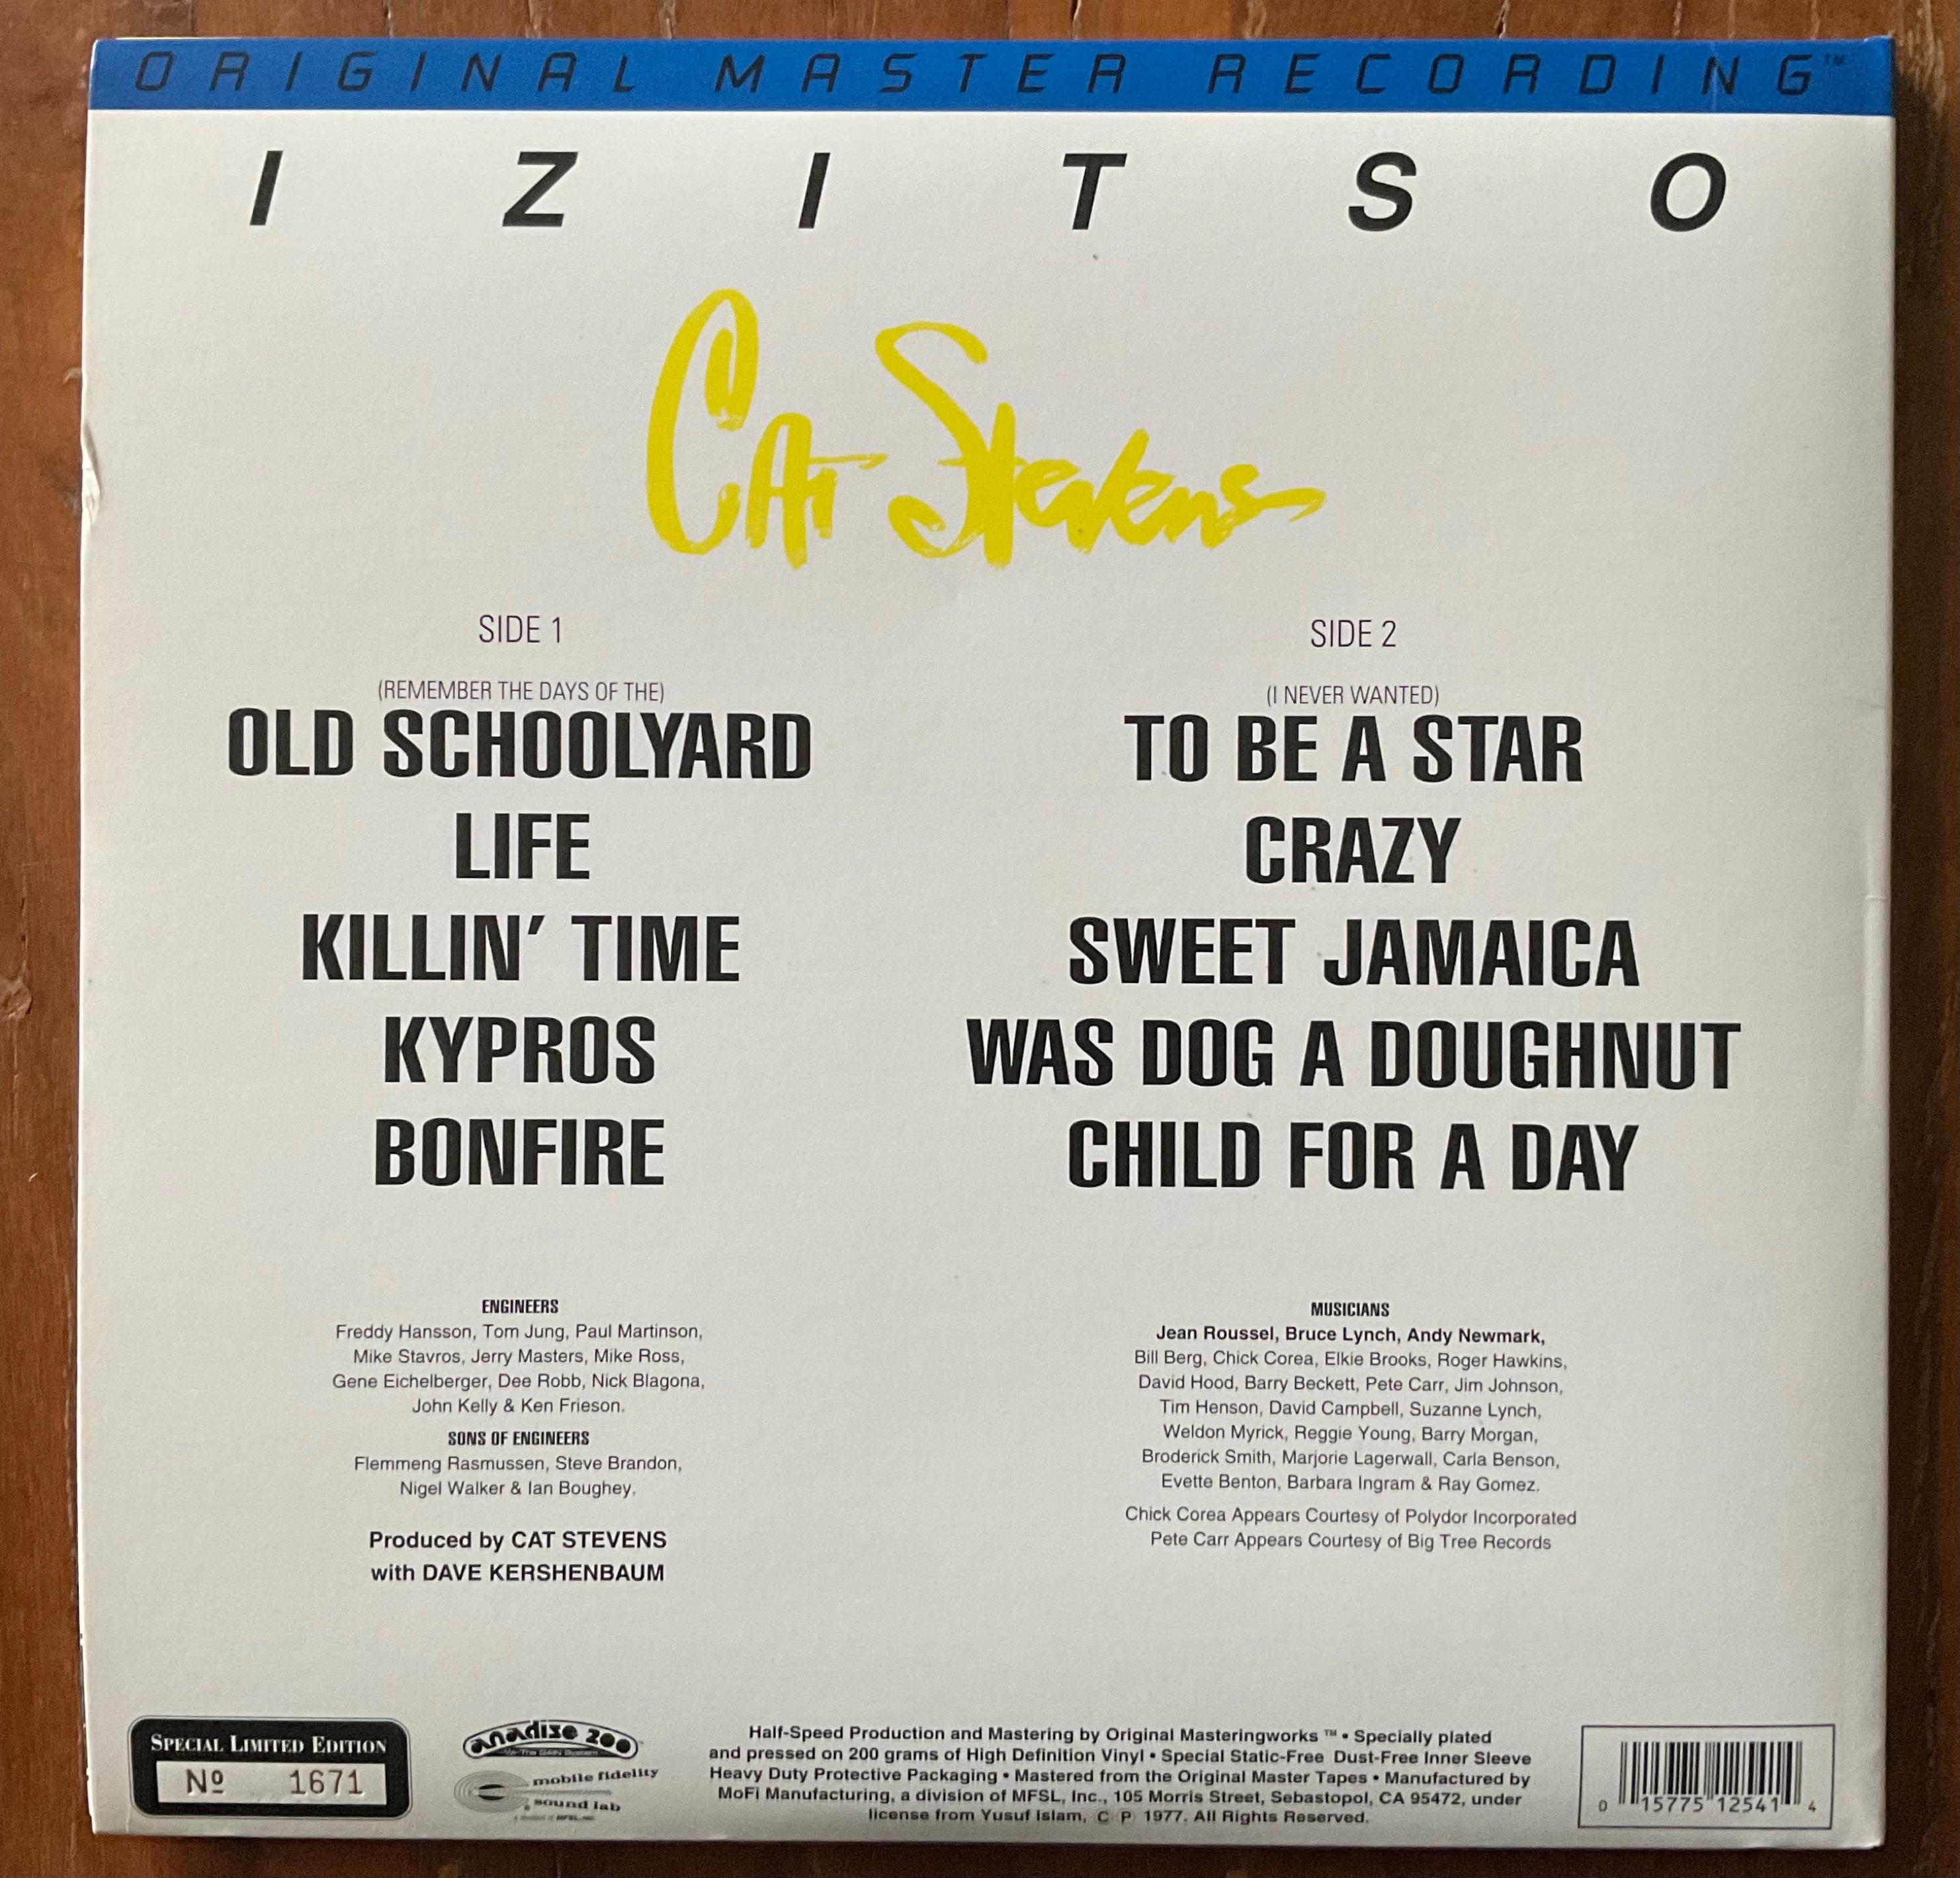 ORIGINAL MASTER RECORDING™
IZITSO
Cat Stevens
SIDE 1
(REMEMBER THE DAYS OF THE)
OLD SCHOOLYARD
LIFE
KILLIN' TIME
KYPROS
BONFIRE
SIDE 2
(I NEVER WANTED)
TO BE A STAR
CRAZY
SWEET JAMAICA
WAS DOG A DOUGHNUT
CHILD FOR A DAY
ENGINEERS
Freddy Hansson, Tom Jung, Paul Martinson,
Mike Stavros, Jerry Masters, Mike Ross,
Gene Eichelberger, Dee Robb, Nick Blagona,
John Kelly & Ken Frieson.
SONS OF ENGINEERS
Flemmeng Rasmussen, Steve Brandon,
Nigel Walker & Ian Boughey.
Produced by CAT STEVENS
with DAVE KERSHENBAUM
MUSICIANS
Jean Roussel, Bruce Lynch, Andy Newmark,
Bill Berg, Chick Corea, Elkie Brooks, Roger Hawkins,
David Hood, Barry Beckett, Pete Carr, Jim Johnson,
Tim Henson, David Campbell, Suzanne Lynch,
Weldon Myrick, Reggie Young, Barry Morgan,
Broderick Smith, Marjorie Lagerwall, Carla Benson,
Evette Benton, Barbara Ingram & Ray Gomez.
Chick Corea Appears Courtesy of Polydor Incorporated
Pete Carr Appears Courtesy of Big Tree Records
SPECIAL LIMITED EDITION
Nº 1671
anadisc 200
The GAIN System
mobile fidelity
sound lab
Half-Speed Production and Mastering by Original Masteringworks ™ • Specially plated
and pressed on 200 grams of High Definition Vinyl • Special Static-Free Dust-Free Inner Sleeve
Heavy Duty Protective Packaging • Mastered from the Original Master Tapes • Manufactured by
MoFi Manufacturing, a division of MFSL, Inc., 105 Morris Street, Sebastopol, CA 95472, under
license from Yusuf Islam, C P 1977. All Rights Reserved.
0 15775 12541 4